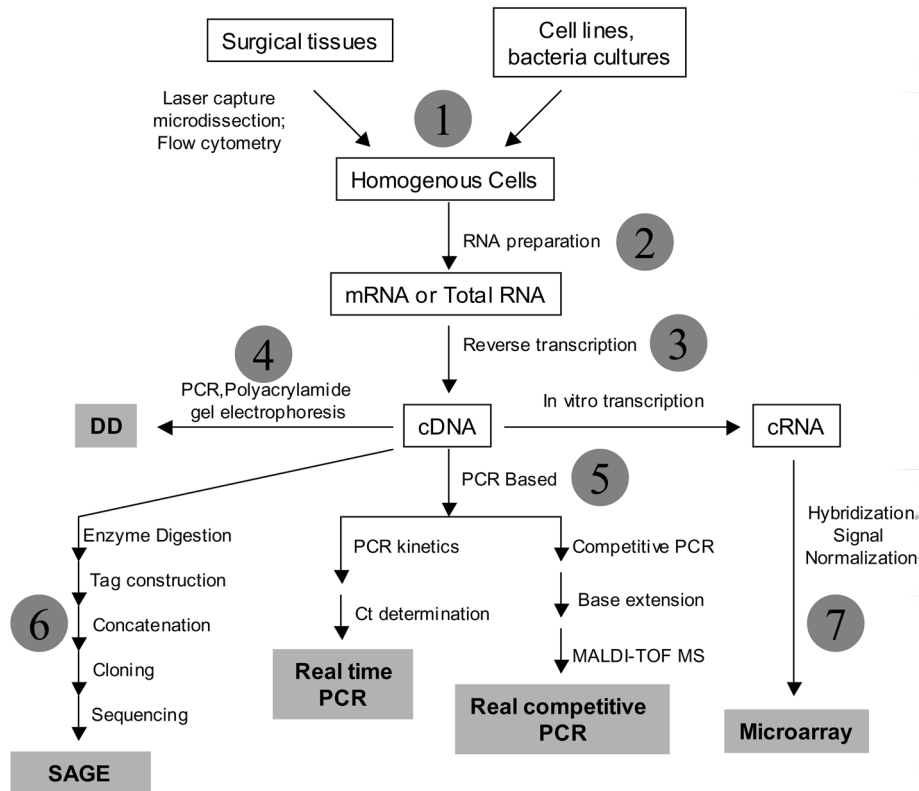 Surgical tissues
Cell lines,
bacteria cultures
Laser capture
microdissection;
Flow cytometry
1
Homogenous Cells
RNA preparation
2
mRNA or Total RNA
Reverse transcription
3
4
PCR,Polyacrylamide
gel electrophoresis
In vitro transcription
DD
cDNA
cRNA
PCR Based
5
Enzyme Digestion
Tag construction
Concatenation
Cloning
Sequencing
6
SAGE
PCR kinetics
Ct determination
Real time
PCR
Competitive PCR
Base extension
MALDI-TOF MS
Real competitive
PCR
Hybridization
Signal
Normalization
7
Microarray